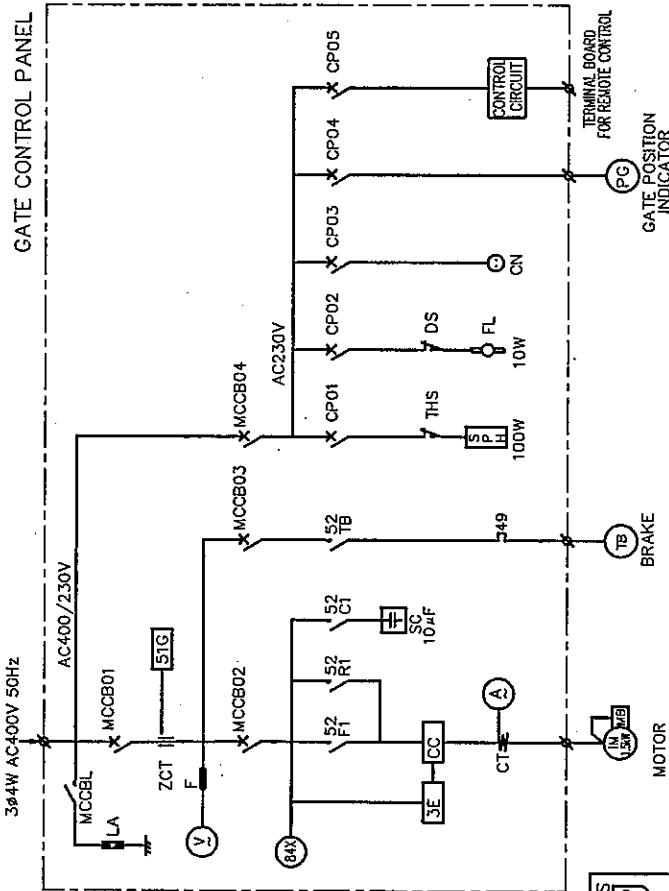 GATE CONTROL PANEL
3ø4W AC400V 50Hz
AC400/230V
MCCBL
LA
MCCB01
ZCT
51G
F
V
MCCB02
MCCB03
MCCB04
AC230V
CP01
CP02
CP03
CP04
CP05
84X
52
F1
52
R1
52
C1
52
TB
SC
10μF
3E
CC
CT
A
49
THS
SPH
100W
DS
FL
10W
CN
CONTROL
CIRCUIT
IM
1.5kW
MB
MOTOR
TB
BRAKE
PG
GATE POSITION
INDICATOR
TERMINAL BOARD
FOR REMOTE CONTROL
S